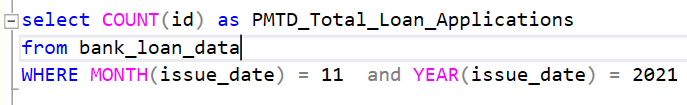 select COUNT(id) as PMTD_Total_Loan_Applications
from bank_loan_data
WHERE MONTH(issue_date) = 11  and YEAR(issue_date) = 2021